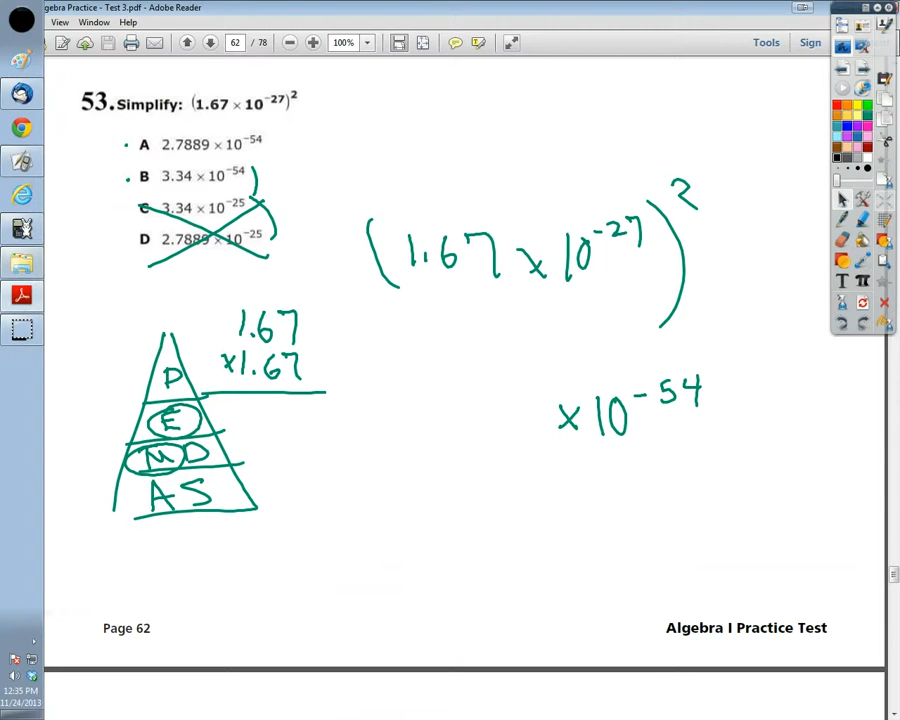 Algebra Practice - Test 3.pdf - Adobe Reader
View Window Help
62 / 78 100% Tools Sign
53. Simplify: (1.67 × 10⁻²⁷)²
A 2.7889 × 10⁻⁵⁴
B 3.34 × 10⁻⁵⁴
C 3.34 × 10⁻²⁵
D 2.7889 × 10⁻²⁵
(1.67 × 10⁻²⁷)²
1.67
×1.67
× 10⁻⁵⁴
P
E
M D
A S
Page 62
Algebra I Practice Test
12:35 PM
11/24/2013